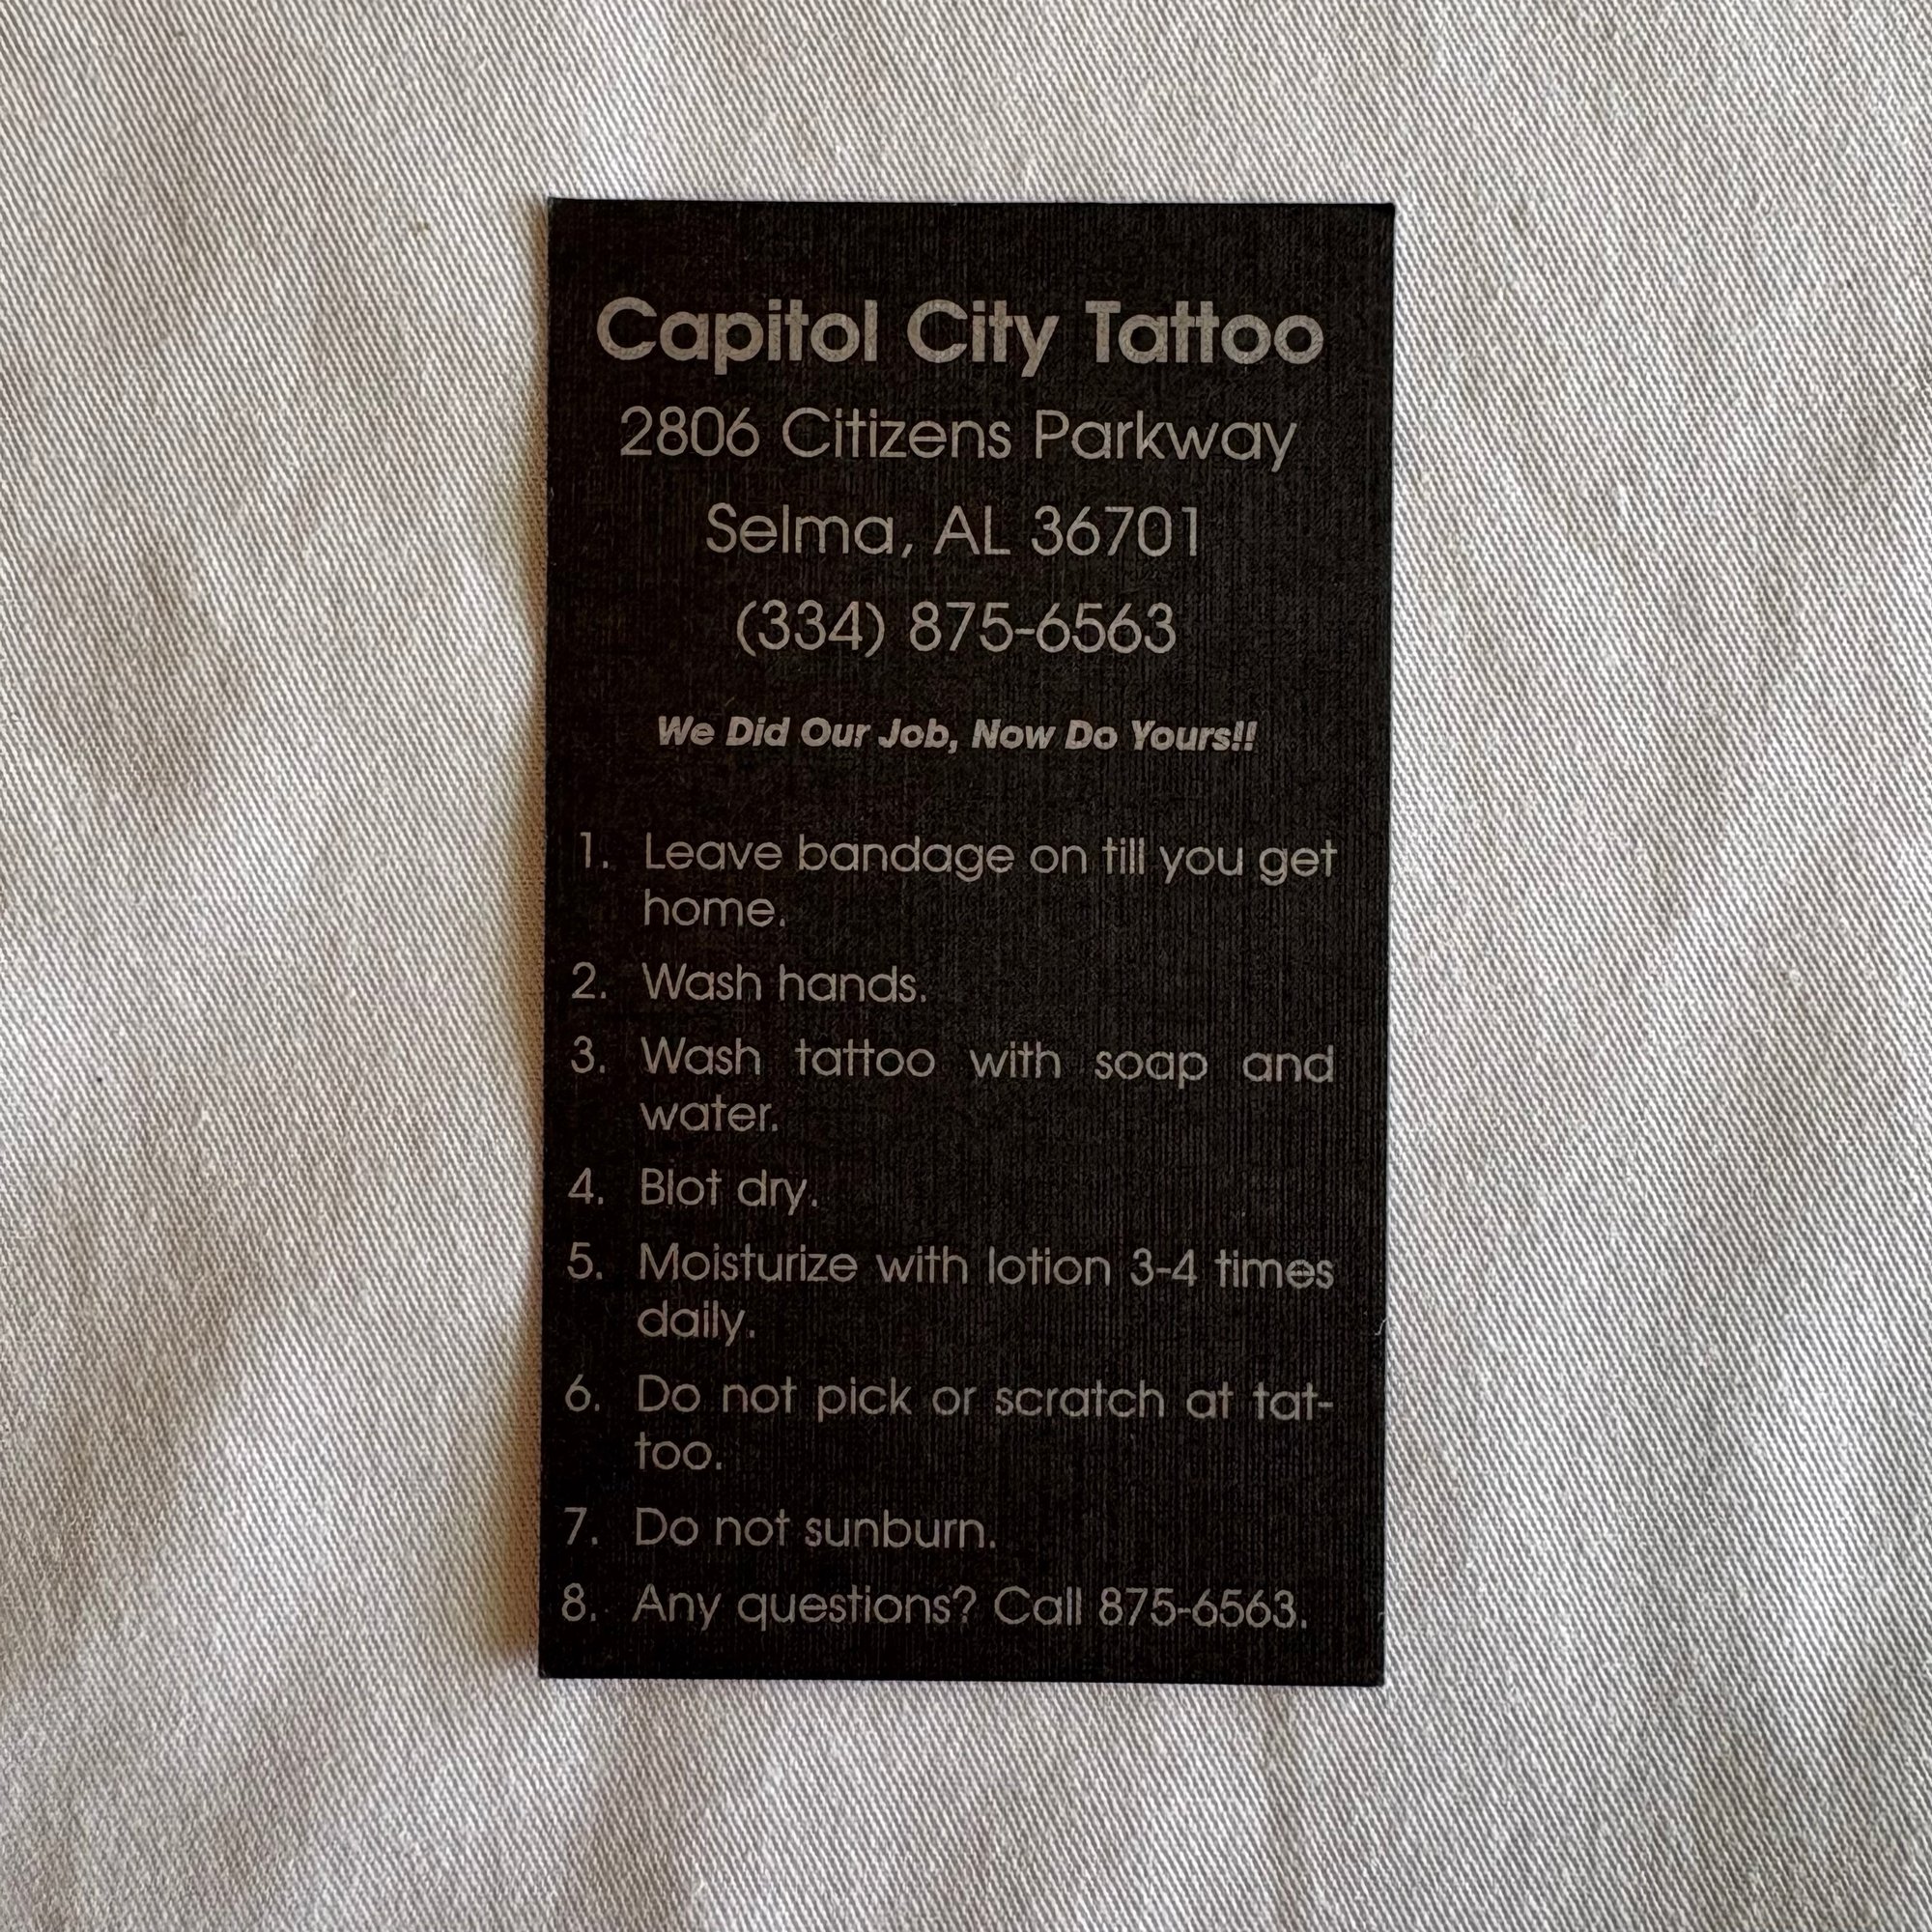 Capitol City Tattoo
2806 Citizens Parkway
Selma, AL 36701
(334) 875-6563
We Did Our Job, Now Do Yours!!
1. Leave bandage on till you get
home.
2. Wash hands.
3. Wash tattoo with soap and
water.
4. Blot dry.
5. Moisturize with lotion 3-4 times
daily.
6. Do not pick or scratch at tat-
too.
7. Do not sunburn.
8. Any questions? Call 875-6563.